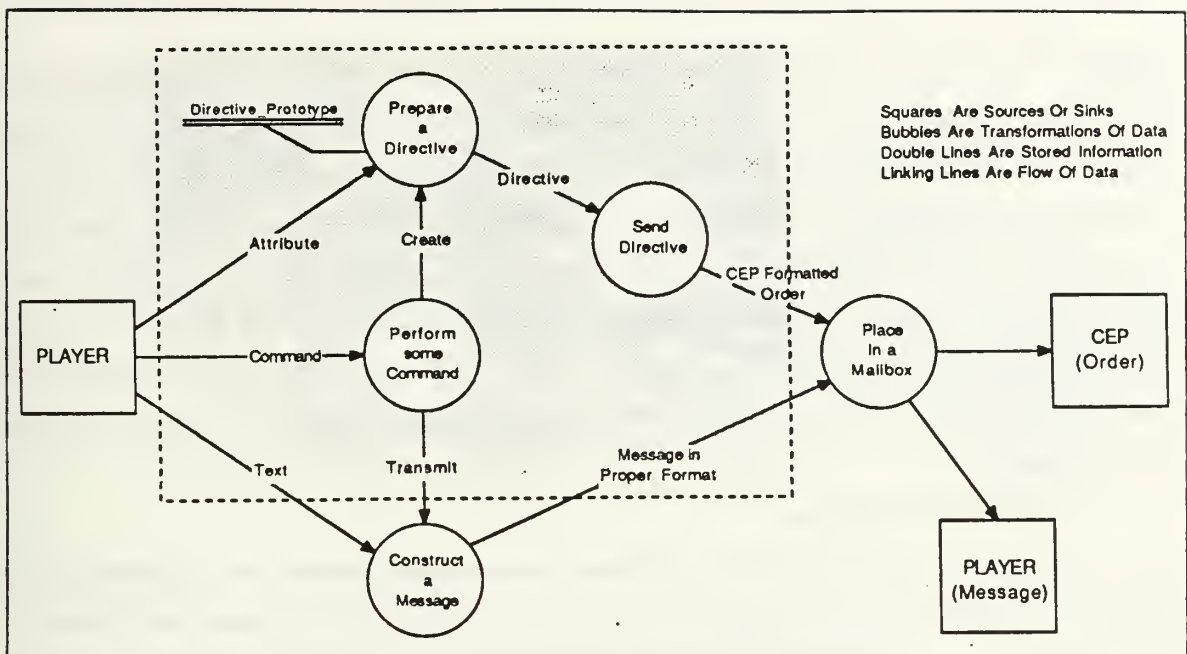 Directive_Prototype
Prepare
a
Directive
Squares Are Sources Or Sinks
Bubbles Are Transformations Of Data
Double Lines Are Stored Information
Linking Lines Are Flow Of Data
Directive
Attribute
Create
Send
Directive
CEP Formatted
Order
PLAYER
Command
Perform
some
Command
Place
In a
Mailbox
CEP
(Order)
Text
Transmit
Message in
Proper Format
Construct
a
Message
PLAYER
(Message)